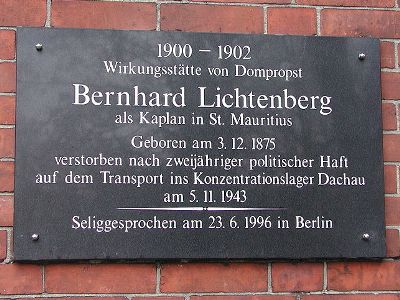 1900 – 1902
Wirkungsstätte von Dompropst
Bernhard Lichtenberg
als Kaplan in St. Mauritius
Geboren am 3. 12. 1875
verstorben nach zweijähriger politischer Haft
auf dem Transport ins Konzentrationslager Dachau
am 5. 11. 1943
Seliggesprochen am 23. 6. 1996 in Berlin